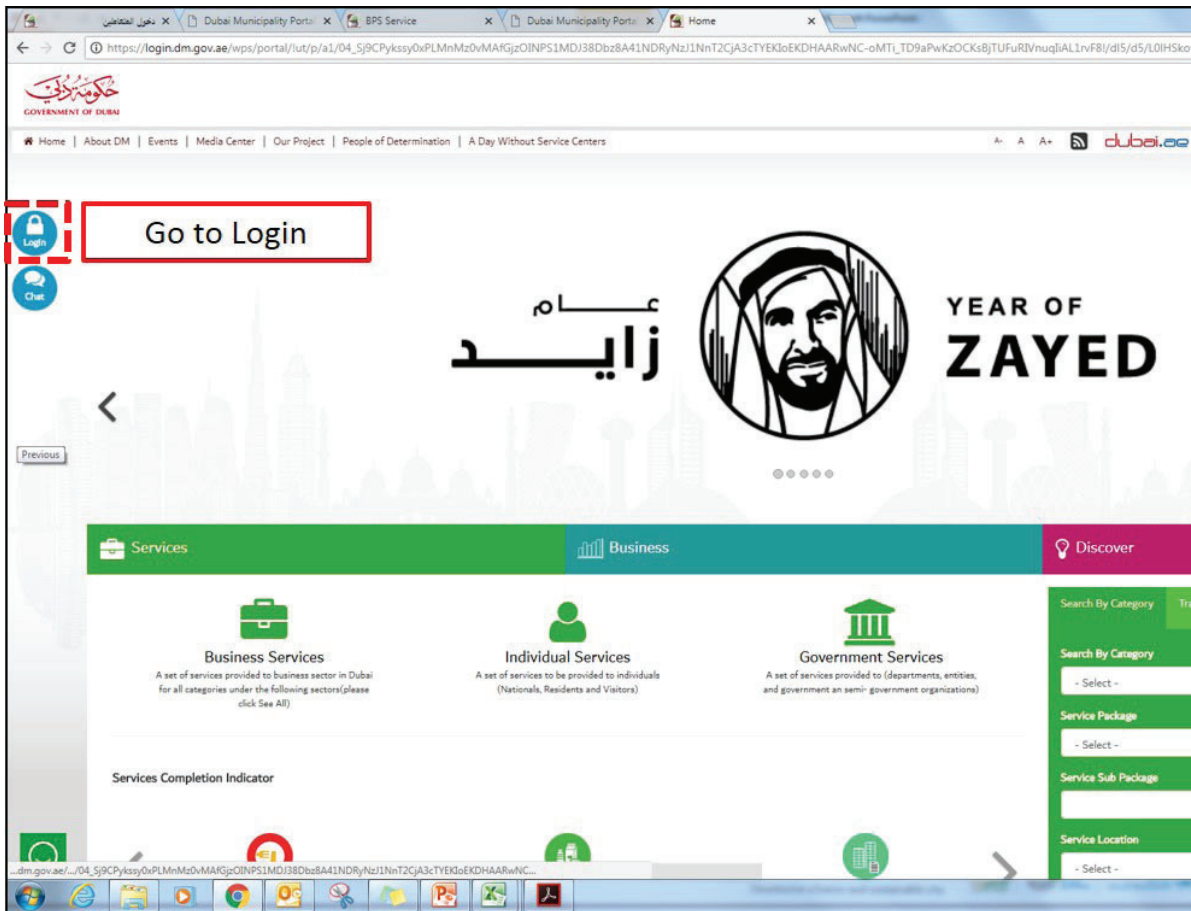 دخول المتقاضي
Dubai Municipality Porta
BPS Service
Dubai Municipality Porta
Home
حكومة دبي
GOVERNMENT OF DUBAI
Home | About DM | Events | Media Center | Our Project | People of Determination | A Day Without Service Centers
A- A A+ dubai.ae
Login
Go to Login
Chat
عام
زايد
YEAR OF
ZAYED
Previous
Services
Business
Discover
Search By Category
Business Services
A set of services provided to business sector in Dubai
for all categories under the following sectors(please
click See All)
Individual Services
A set of services to be provided to individuals
(Nationals, Residents and Visitors)
Government Services
A set of services provided to (departments, entities,
and government an semi- government organizations)
Search By Category
- Select -
Service Package
- Select -
Service Sub Package
Service Location
- Select -
Services Completion Indicator